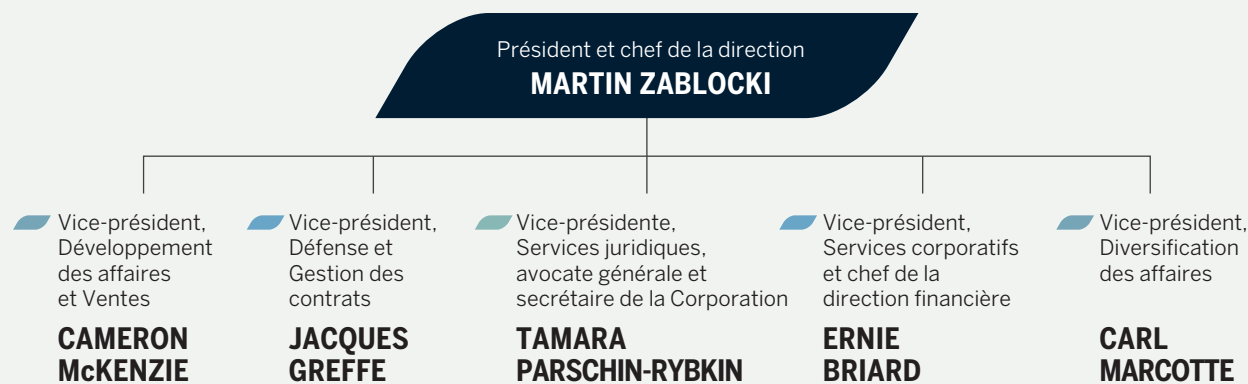 Président et chef de la direction
MARTIN ZABLOCKI
Vice-président,
Développement
des affaires
et Ventes
CAMERON
McKENZIE
Vice-président,
Défense et
Gestion des
contrats
JACQUES
GREFFE
Vice-présidente,
Services juridiques,
avocate générale et
secrétaire de la Corporation
TAMARA
PARSCHIN-RYBKIN
Vice-président,
Services corporatifs
et chef de la
direction financière
ERNIE
BRIARD
Vice-président,
Diversification
des affaires
CARL
MARCOTTE